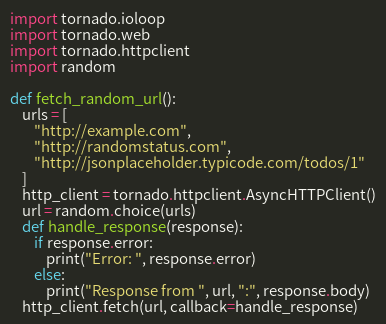 import tornado.ioloop
import tornado.web
import tornado.httpclient
import random

def fetch_random_url():
    urls = [
        "http://example.com",
        "http://randomstatus.com",
        "http://jsonplaceholder.typicode.com/todos/1"
    ]
    http_client = tornado.httpclient.AsyncHTTPClient()
    url = random.choice(urls)
    def handle_response(response):
        if response.error:
            print("Error: ", response.error)
        else:
            print("Response from ", url, ":", response.body)
    http_client.fetch(url, callback=handle_response)